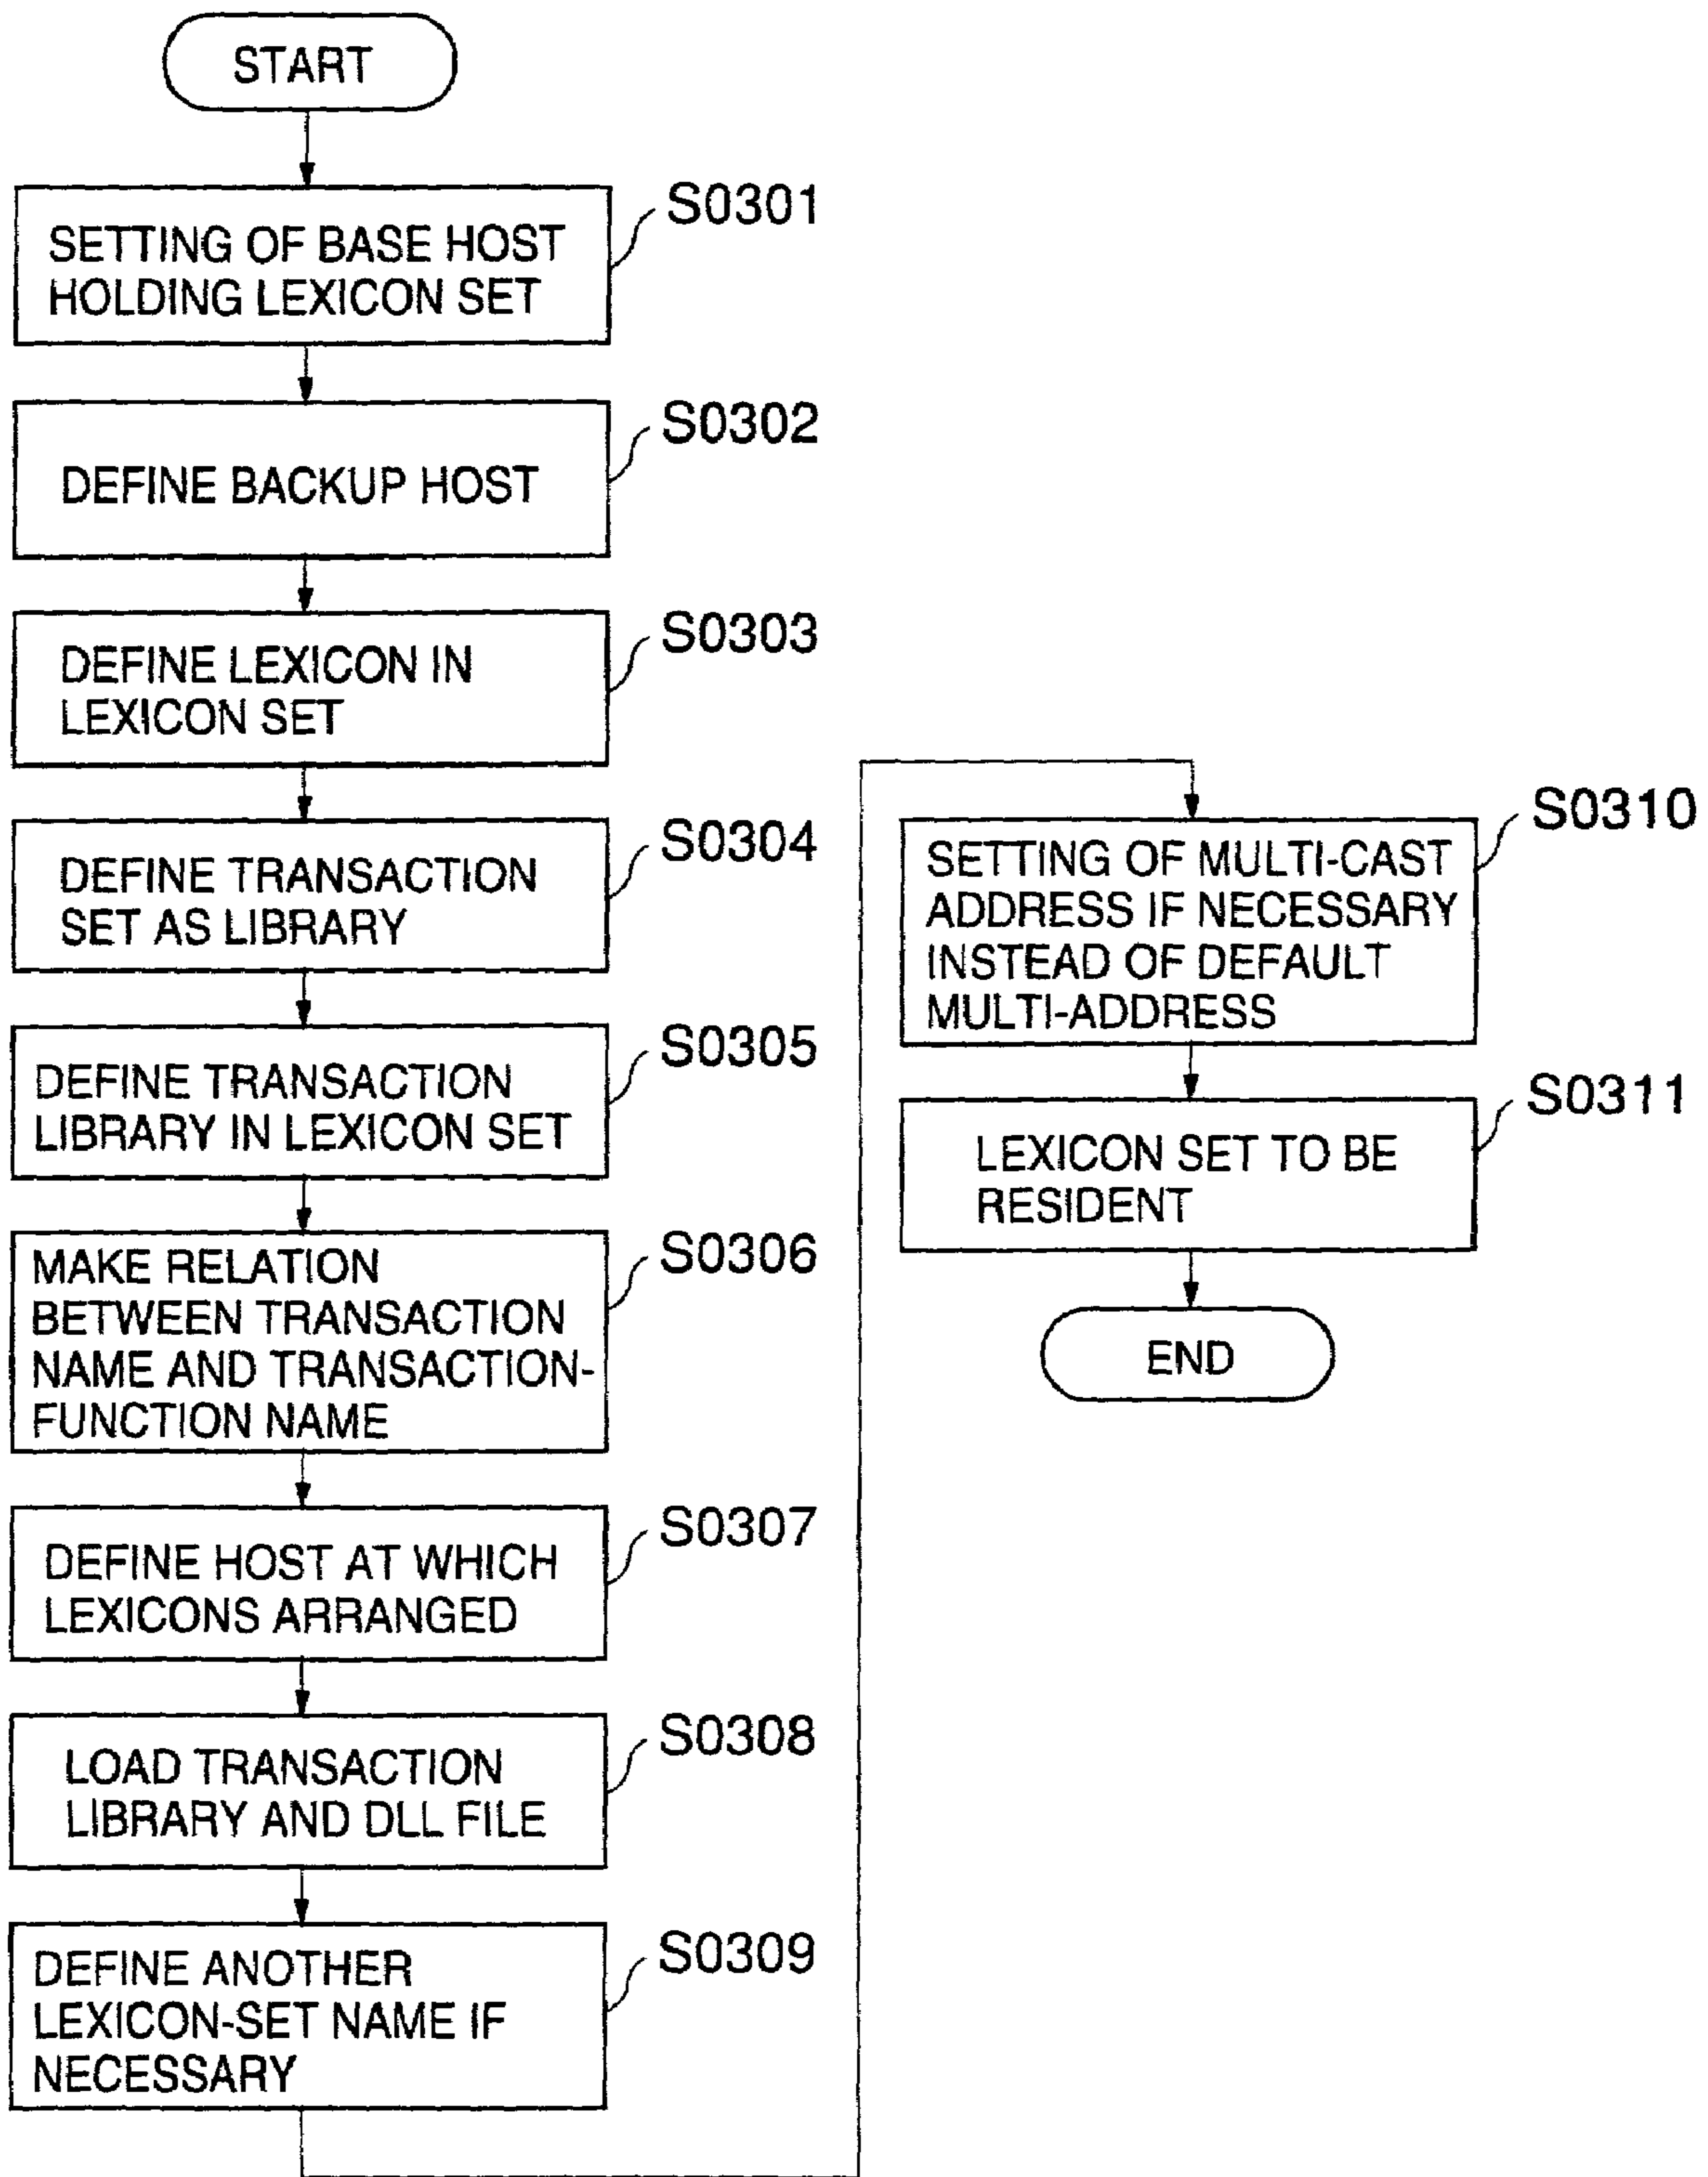 START
S0301
SETTING OF BASE HOST
HOLDING LEXICON SET
S0302
DEFINE BACKUP HOST
S0303
DEFINE LEXICON IN
LEXICON SET
S0304
DEFINE TRANSACTION
SET AS LIBRARY
S0305
DEFINE TRANSACTION
LIBRARY IN LEXICON SET
S0306
MAKE RELATION
BETWEEN TRANSACTION
NAME AND TRANSACTION-
FUNCTION NAME
S0307
DEFINE HOST AT WHICH
LEXICONS ARRANGED
S0308
LOAD TRANSACTION
LIBRARY AND DLL FILE
S0309
DEFINE ANOTHER
LEXICON-SET NAME IF
NECESSARY
S0310
SETTING OF MULTI-CAST
ADDRESS IF NECESSARY
INSTEAD OF DEFAULT
MULTI-ADDRESS
S0311
LEXICON SET TO BE
RESIDENT
END